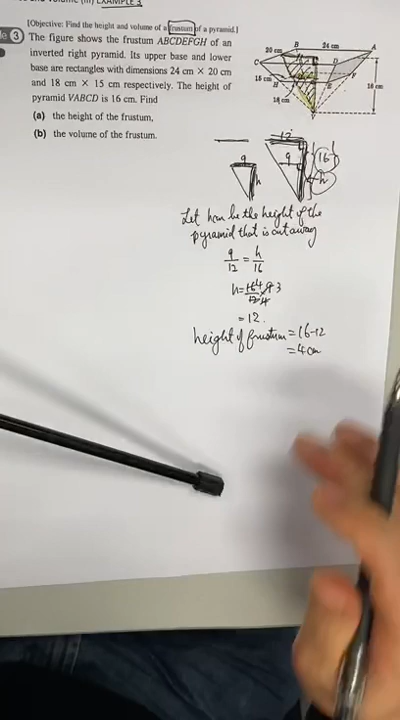 EXAMPLE 3
[Objective: Find the height and volume of a frustum of a pyramid.]
3 The figure shows the frustum ABCDEFGH of an
inverted right pyramid. Its upper base and lower
base are rectangles with dimensions 24 cm × 20 cm
and 18 cm × 15 cm respectively. The height of
pyramid VABCD is 16 cm. Find
(a) the height of the frustum,
(b) the volume of the frustum.
B 24 cm A
20 cm
C D
15 cm H E F
18 cm
16 cm
V
12
9 9 16
h h
Let h cm be the height of the
pyramid that is cut away
9/12 = h/16
= 12.
height of frustum = 16-12
= 4 cm